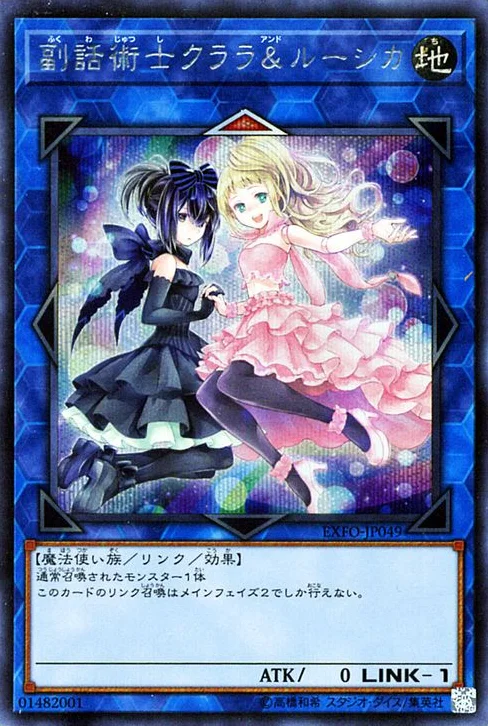 副話術士クララ&ルーシカ 地
EXFO-JP049
【魔法使い族／リンク／効果】
通常召喚されたモンスター1体
このカードのリンク召喚はメインフェイズ2でしか行えない。
ATK/ 0 LINK-1
01482001 ©高橋和希 スタジオ・ダイス/集英社